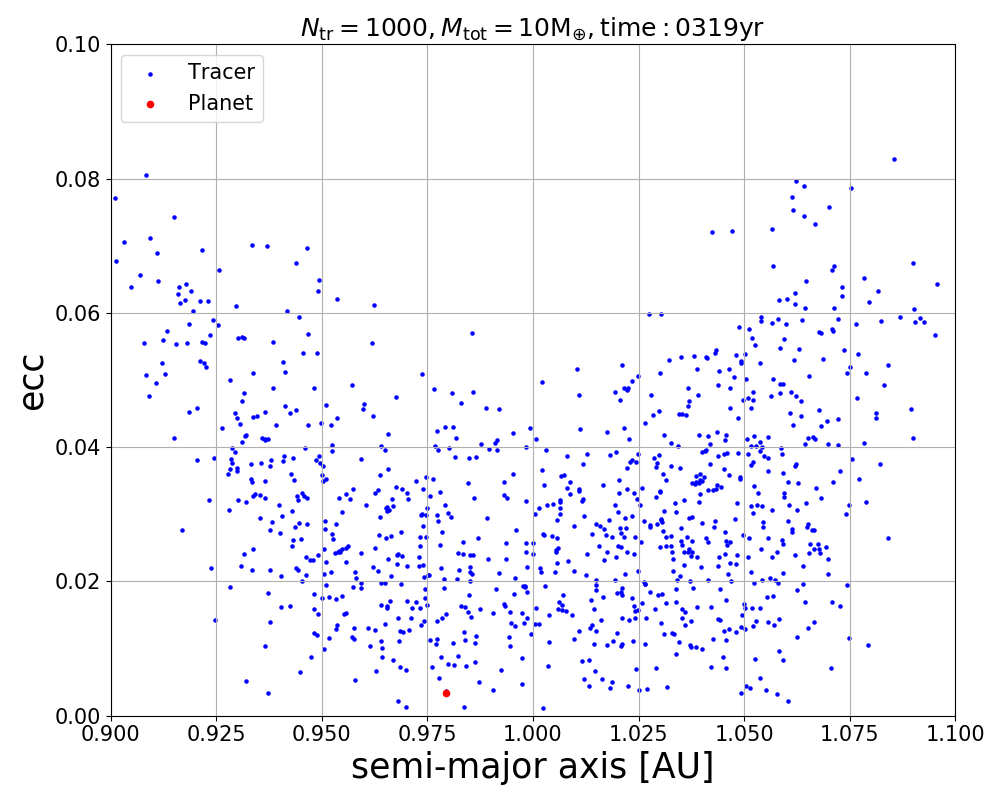 N_tr = 1000, M_tot = 10M_⊕, time : 0319yr
Tracer
Planet
ecc
0.10
0.08
0.06
0.04
0.02
0.00
0.900 0.925 0.950 0.975 1.000 1.025 1.050 1.075 1.100
semi-major axis [AU]